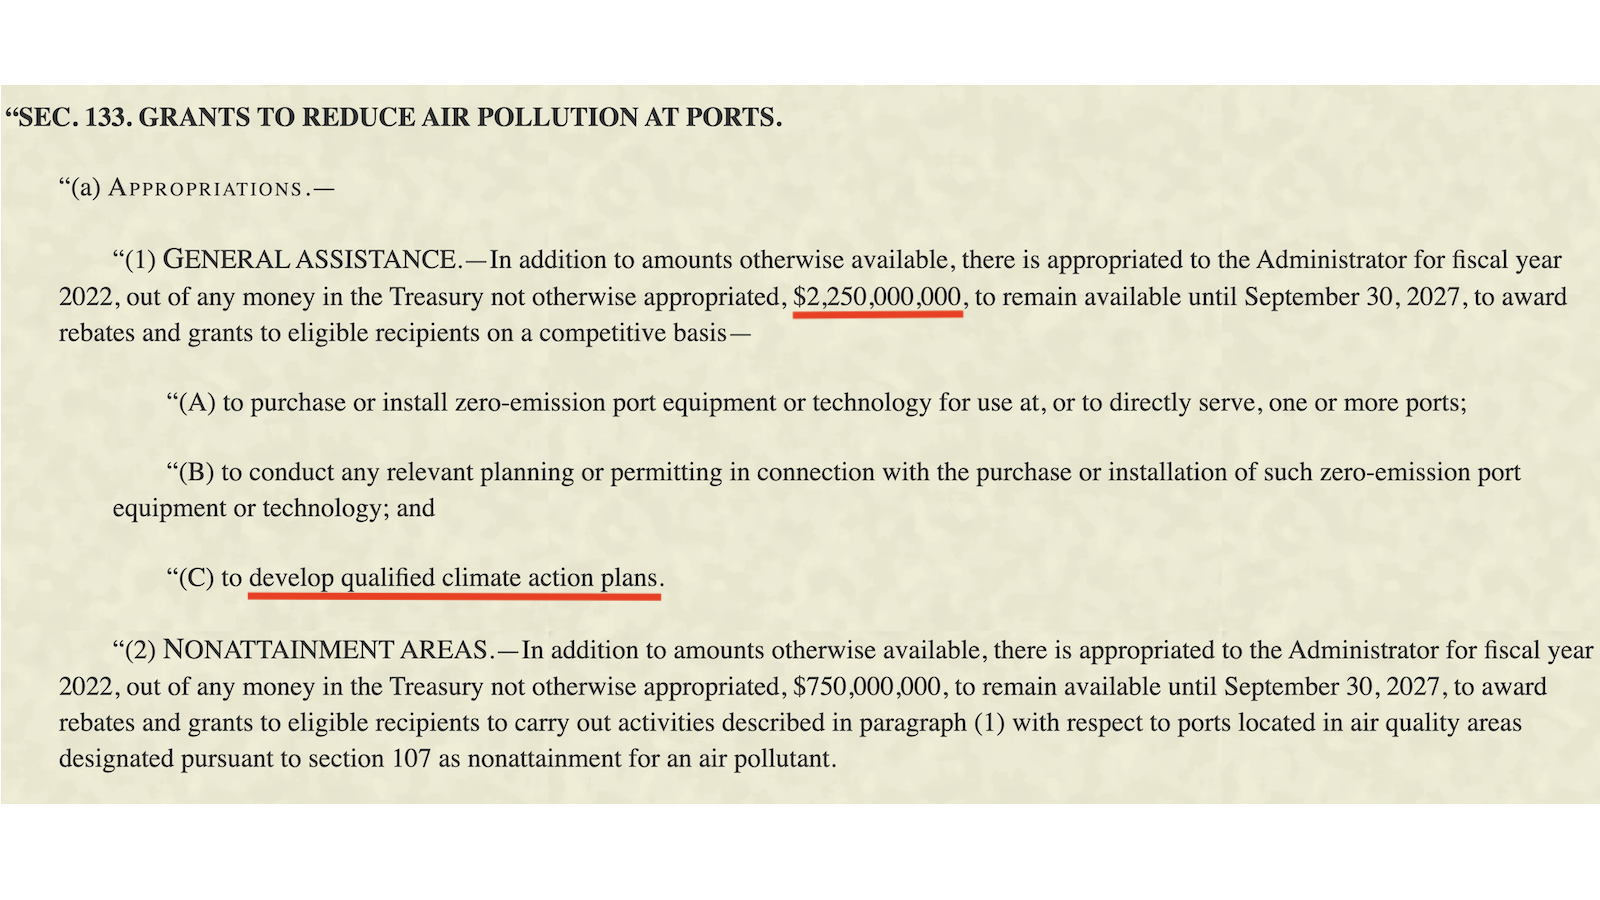 “SEC. 133. GRANTS TO REDUCE AIR POLLUTION AT PORTS.
“(a) APPROPRIATIONS.—
“(1) GENERAL ASSISTANCE.—In addition to amounts otherwise available, there is appropriated to the Administrator for fiscal year
2022, out of any money in the Treasury not otherwise appropriated, $2,250,000,000, to remain available until September 30, 2027, to award
rebates and grants to eligible recipients on a competitive basis—
“(A) to purchase or install zero-emission port equipment or technology for use at, or to directly serve, one or more ports;
“(B) to conduct any relevant planning or permitting in connection with the purchase or installation of such zero-emission port
equipment or technology; and
“(C) to develop qualified climate action plans.
“(2) NONATTAINMENT AREAS.—In addition to amounts otherwise available, there is appropriated to the Administrator for fiscal year
2022, out of any money in the Treasury not otherwise appropriated, $750,000,000, to remain available until September 30, 2027, to award
rebates and grants to eligible recipients to carry out activities described in paragraph (1) with respect to ports located in air quality areas
designated pursuant to section 107 as nonattainment for an air pollutant.